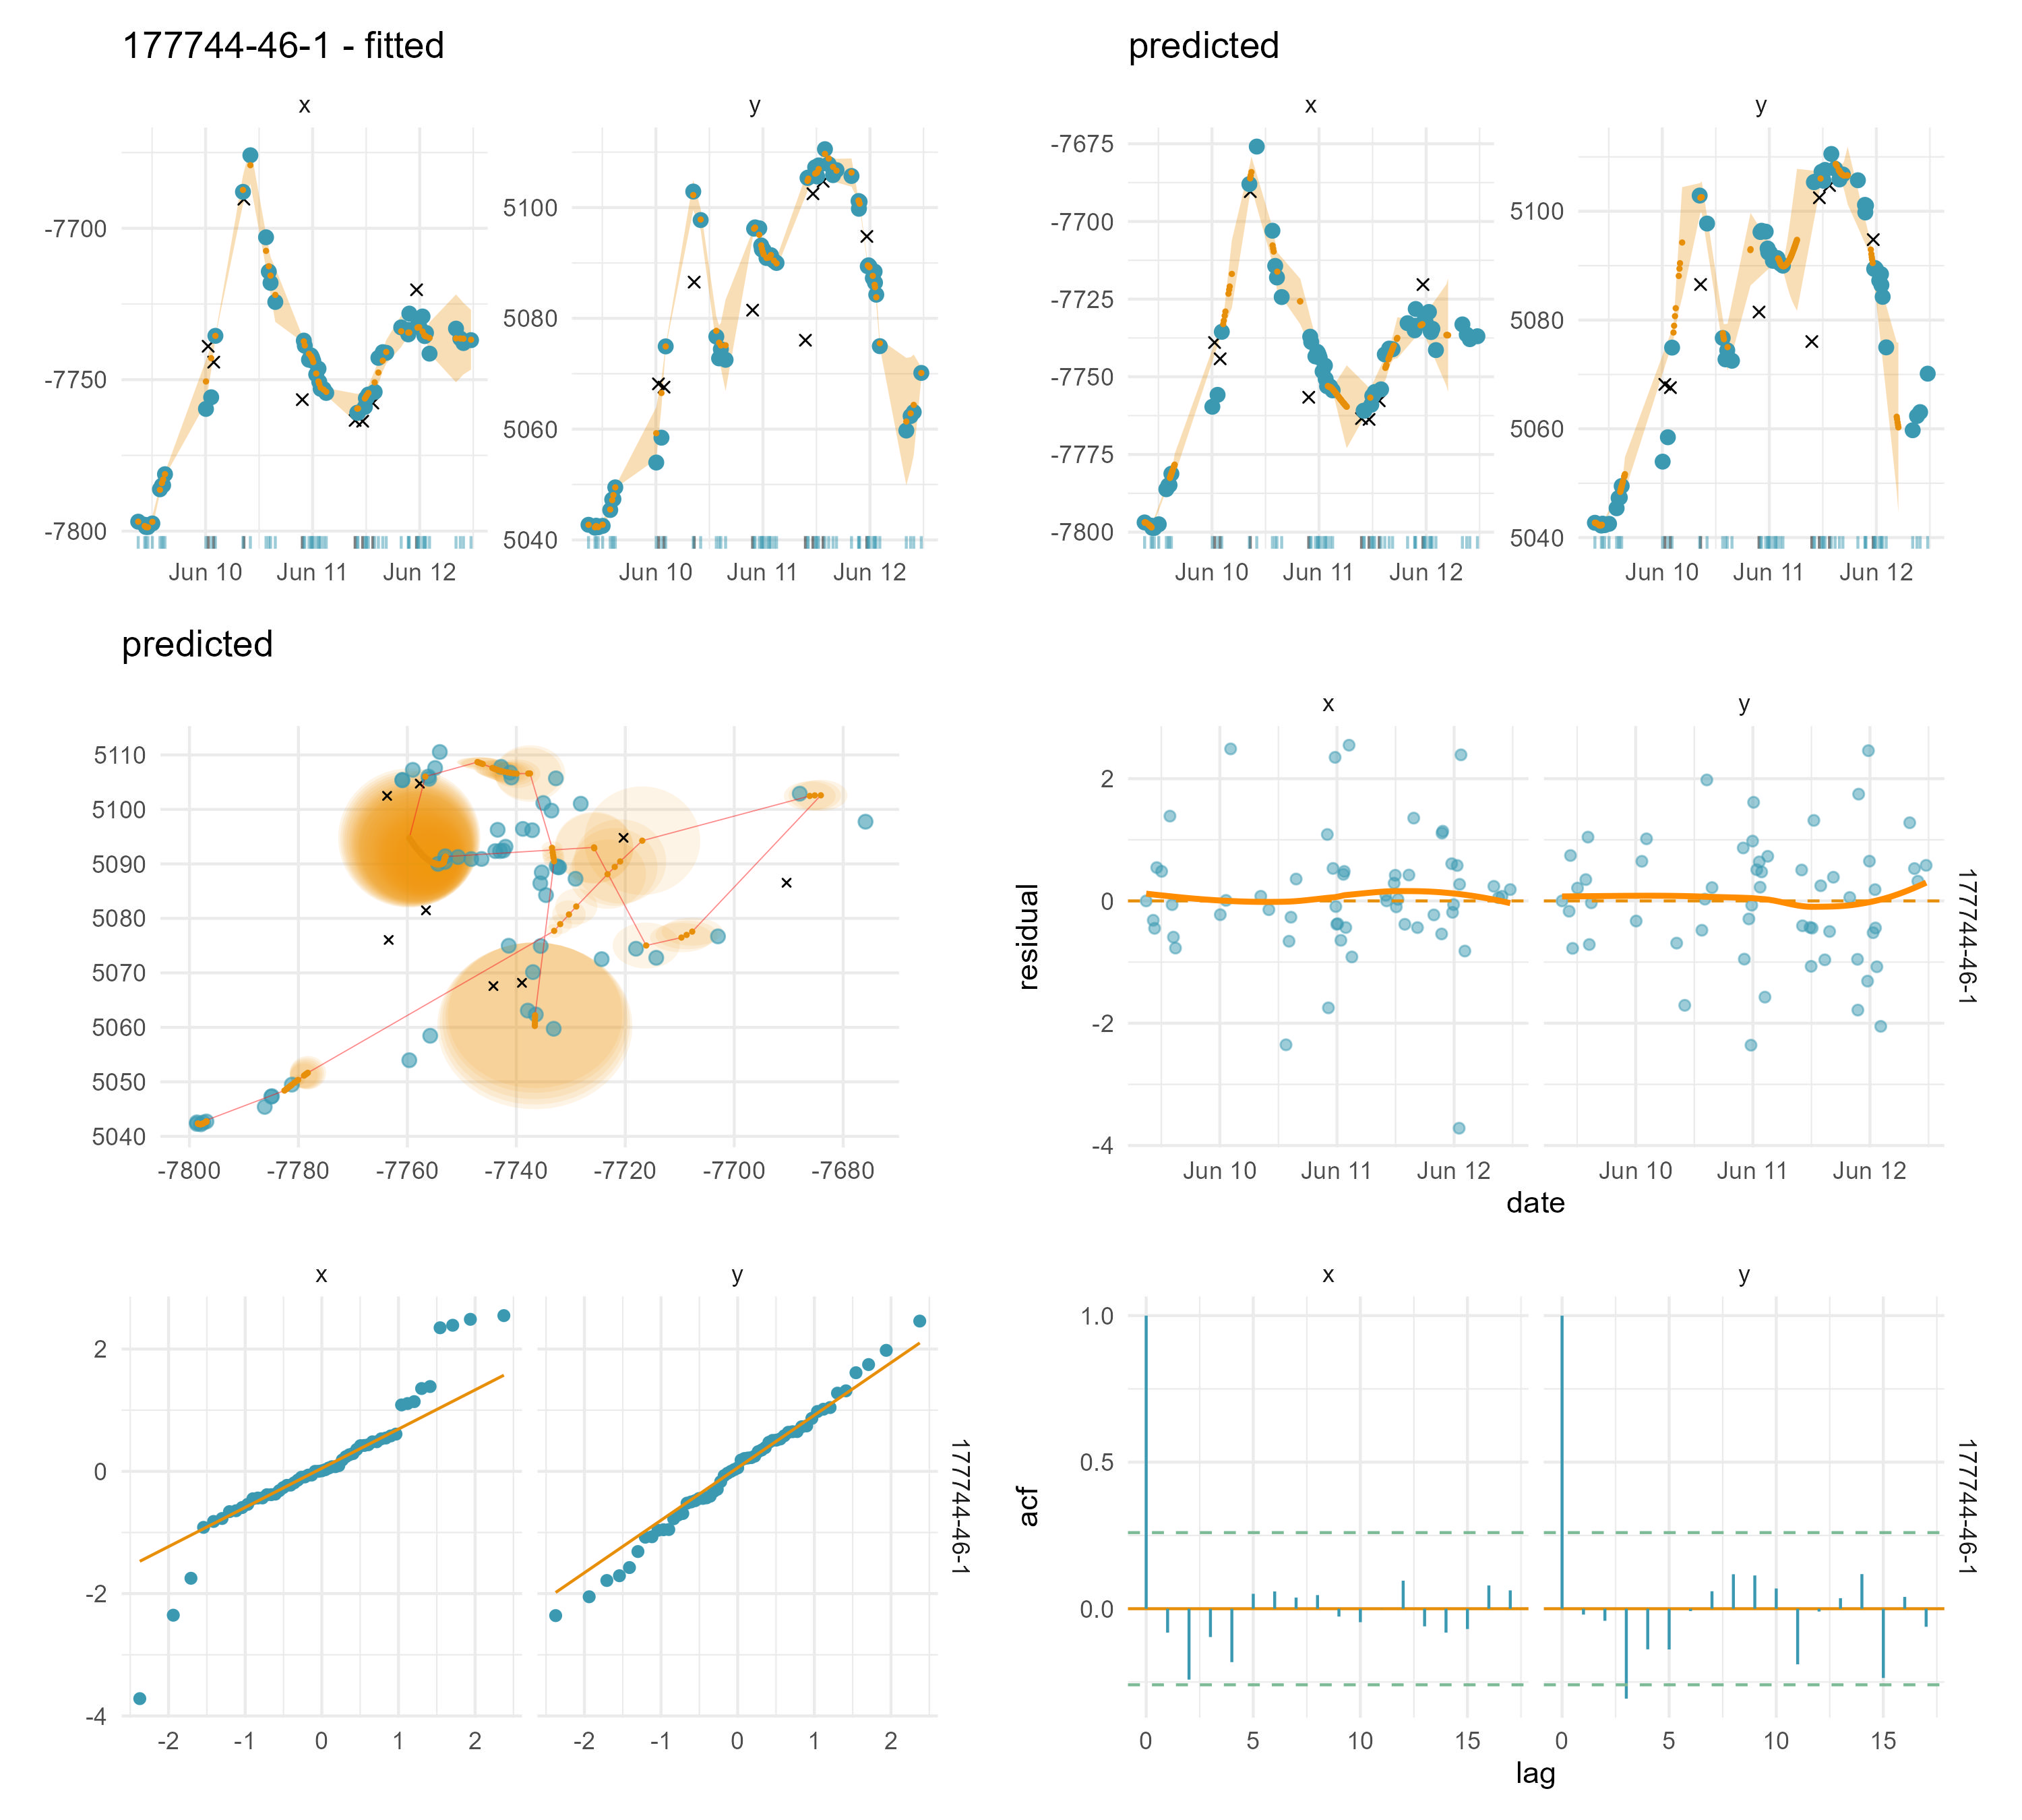 177744-46-1 - fitted
predicted
x
y
x
y
-7700
-7750
-7800
5100
5080
5060
5040
-7675
-7700
-7725
-7750
-7775
-7800
5100
5080
5060
5040
Jun 10
Jun 11
Jun 12
Jun 10
Jun 11
Jun 12
Jun 10
Jun 11
Jun 12
Jun 10
Jun 11
Jun 12
predicted
5110
5100
5090
5080
5070
5060
5050
5040
-7800
-7780
-7760
-7740
-7720
-7700
-7680
x
y
residual
2
0
-2
-4
177744-46-1
Jun 10
Jun 11
Jun 12
Jun 10
Jun 11
Jun 12
date
x
y
2
0
-2
-4
177744-46-1
-2
-1
0
1
2
-2
-1
0
1
2
x
y
acf
1.0
0.5
0.0
177744-46-1
0
5
10
15
0
5
10
15
lag